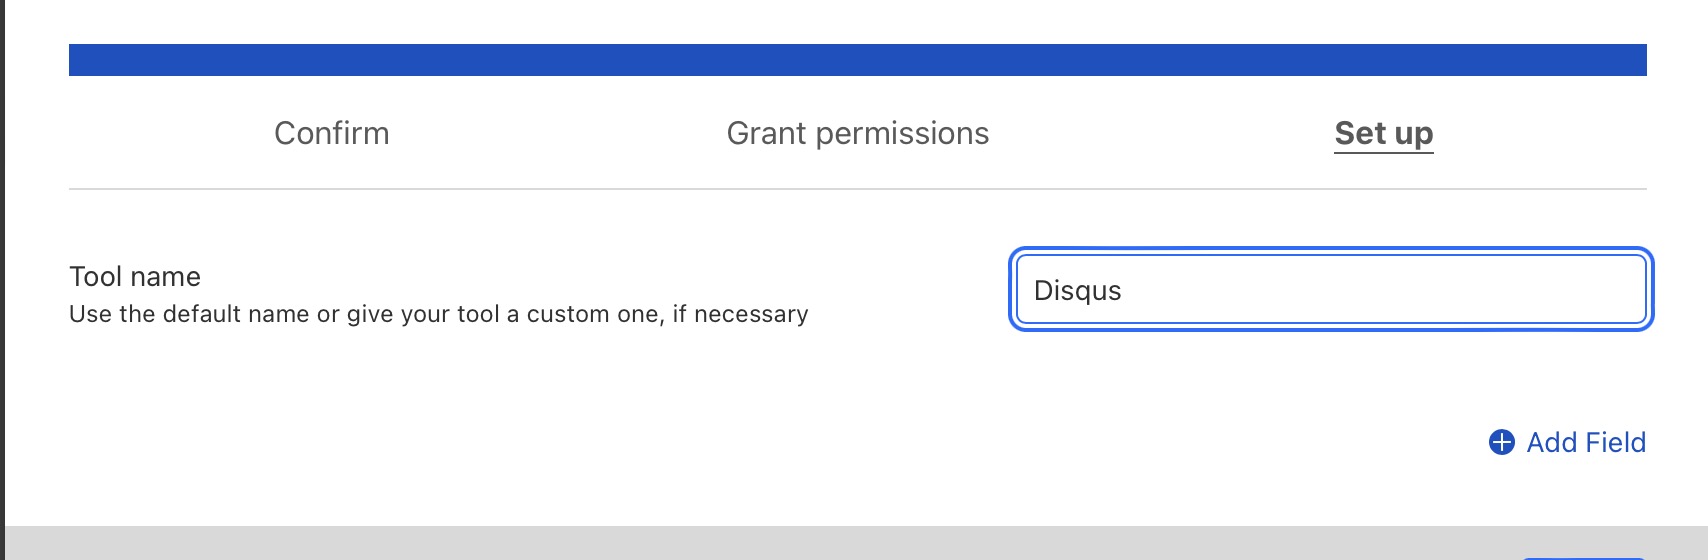 Confirm
Grant permissions
Set up
Tool name
Use the default name or give your tool a custom one, if necessary
Disqus
Add Field